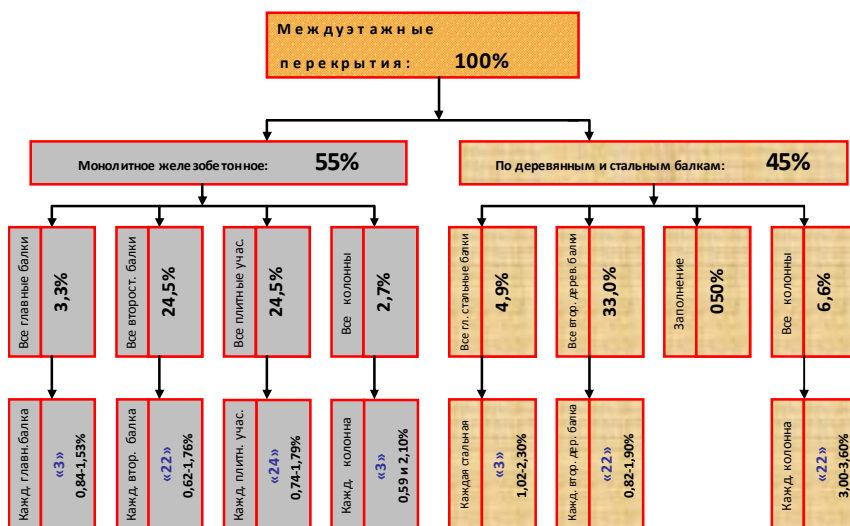 Междуэтажные
перекрытия: 100%
Монолитное железобетонное: 55%
По деревянным и стальным балкам: 45%
Все главные балки
3,3%
Все второст. балки
24,5%
Все плитные учас.
24,5%
Все колонны
2,7%
Все гл. стальные балки
4,9%
Все втор. дерев. балки
33,0%
Заполнение
050%
Все колонны
6,6%
Кажд. главн.балка
«3»
0,84-1,53%
Кажд. втор. балка
«22»
0,62-1,76%
Кажд. плитн. учас.
«24»
0,74-1,79%
Кажд. колонна
«3»
0,59 и 2,10%
Каждая стальная
«3»
1,02-2,30%
Кажд. втор. дер. балка
«22»
0,82-1,90%
Кажд. колонна
«22»
3,00-3,60%